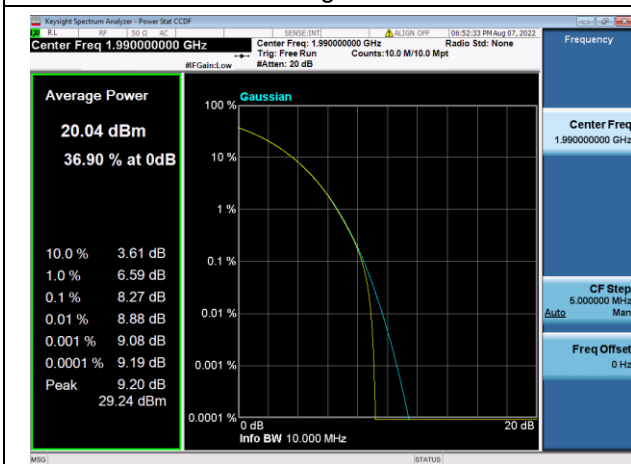 Keysight Spectrum Analyzer - Power Stat CCDF
RL RF 50 Ω AC SENSE:INT ALIGN OFF 06:52:33 PM Aug 07, 2022
Center Freq 1.990000000 GHz
Center Freq: 1.990000000 GHz Radio Std: None
Trig: Free Run Counts:10.0 M/10.0 Mpt
#IFGain:Low #Atten: 20 dB
Frequency
Average Power
20.04 dBm
36.90 % at 0dB
10.0 % 3.61 dB
1.0 % 6.59 dB
0.1 % 8.27 dB
0.01 % 8.88 dB
0.001 % 9.08 dB
0.0001 % 9.19 dB
Peak 9.20 dB
29.24 dBm
Gaussian
100 %
10 %
1 %
0.1 %
0.01 %
0.001 %
0.0001 %
0 dB 20 dB
Info BW 10.000 MHz
Center Freq
1.990000000 GHz
CF Step
5.000000 MHz
Auto Man
Freq Offset
0 Hz
MSG STATUS